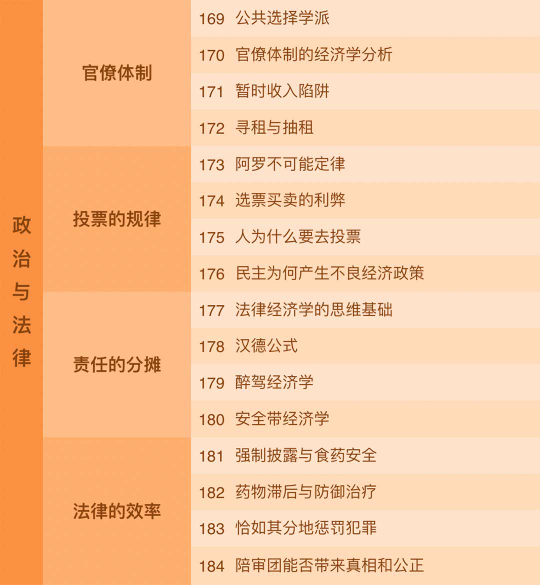 政治与法律
官僚体制
169 公共选择学派
170 官僚体制的经济学分析
171 暂时收入陷阱
172 寻租与抽租
投票的规律
173 阿罗不可能定律
174 选票买卖的利弊
175 人为什么要去投票
176 民主为何产生不良经济政策
责任的分摊
177 法律经济学的思维基础
178 汉德公式
179 醉驾经济学
180 安全带经济学
法律的效率
181 强制披露与食药安全
182 药物滞后与防御治疗
183 恰如其分地惩罚犯罪
184 陪审团能否带来真相和公正